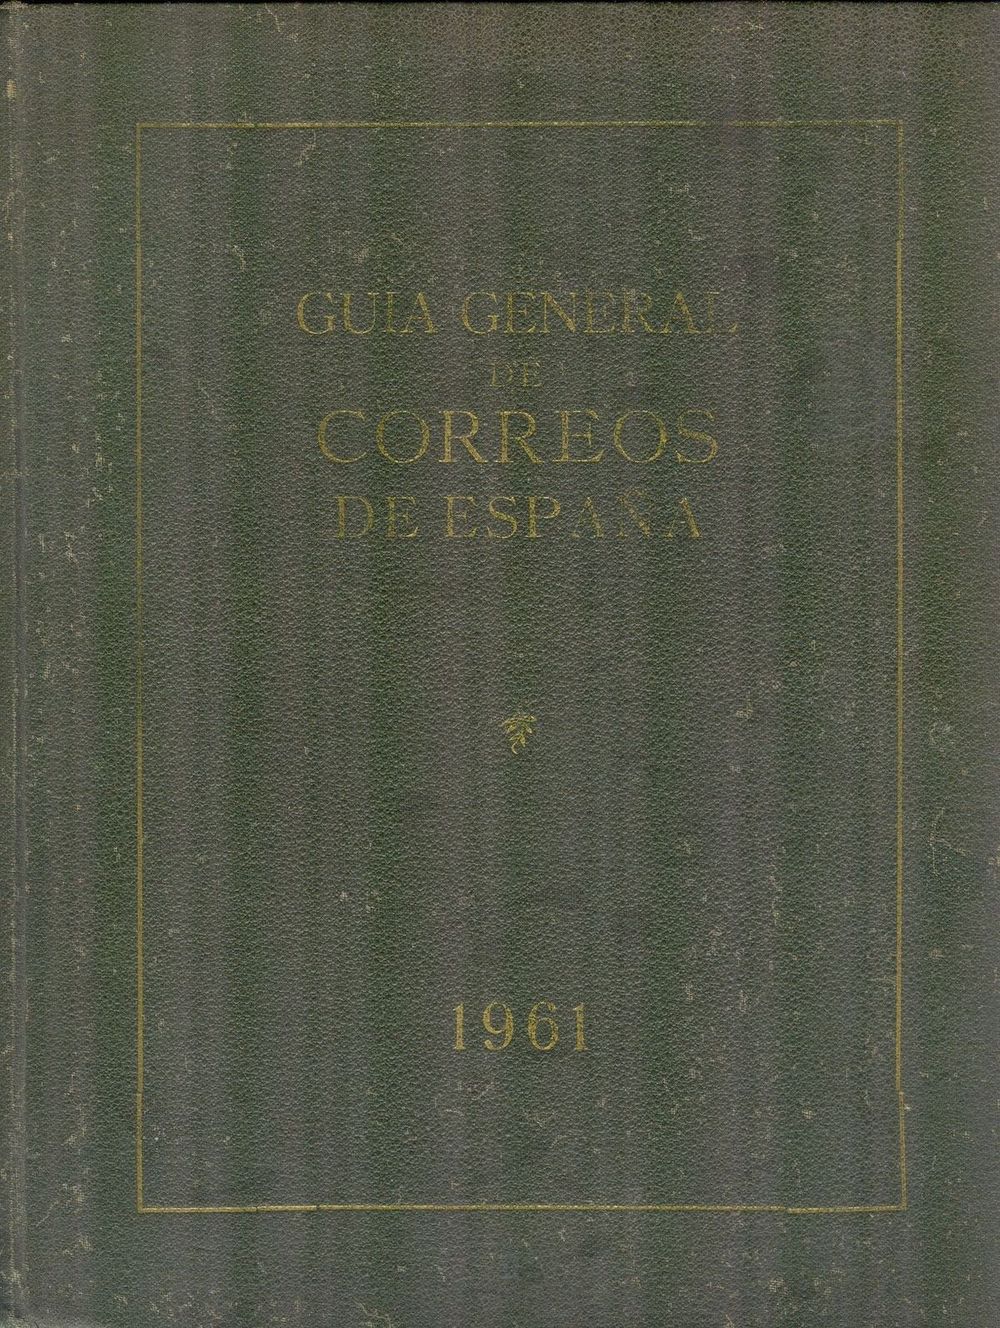 GUIA GENERAL
DE
CORREOS
DE ESPAÑA
1961